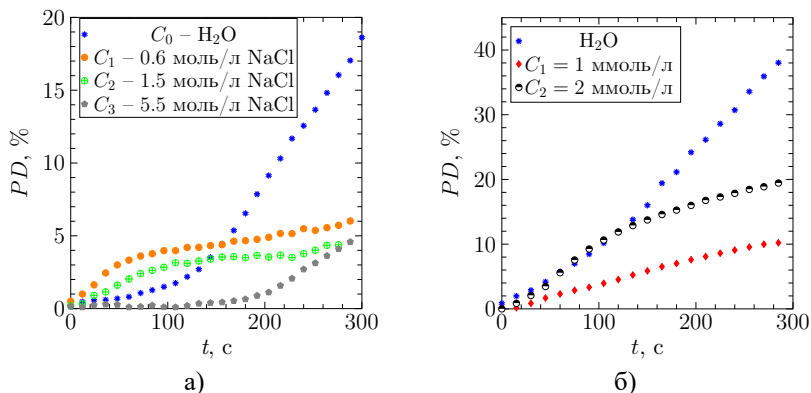 C₀ – H₂O
C₁ – 0.6 моль/л NaCl
C₂ – 1.5 моль/л NaCl
C₃ – 5.5 моль/л NaCl
20
15
10
5
0
PD, %
0 100 200 300
t, с
а)
H₂O
C₁ = 1 ммоль/л
C₂ = 2 ммоль/л
40
30
20
10
0
PD, %
0 100 200 300
t, с
б)